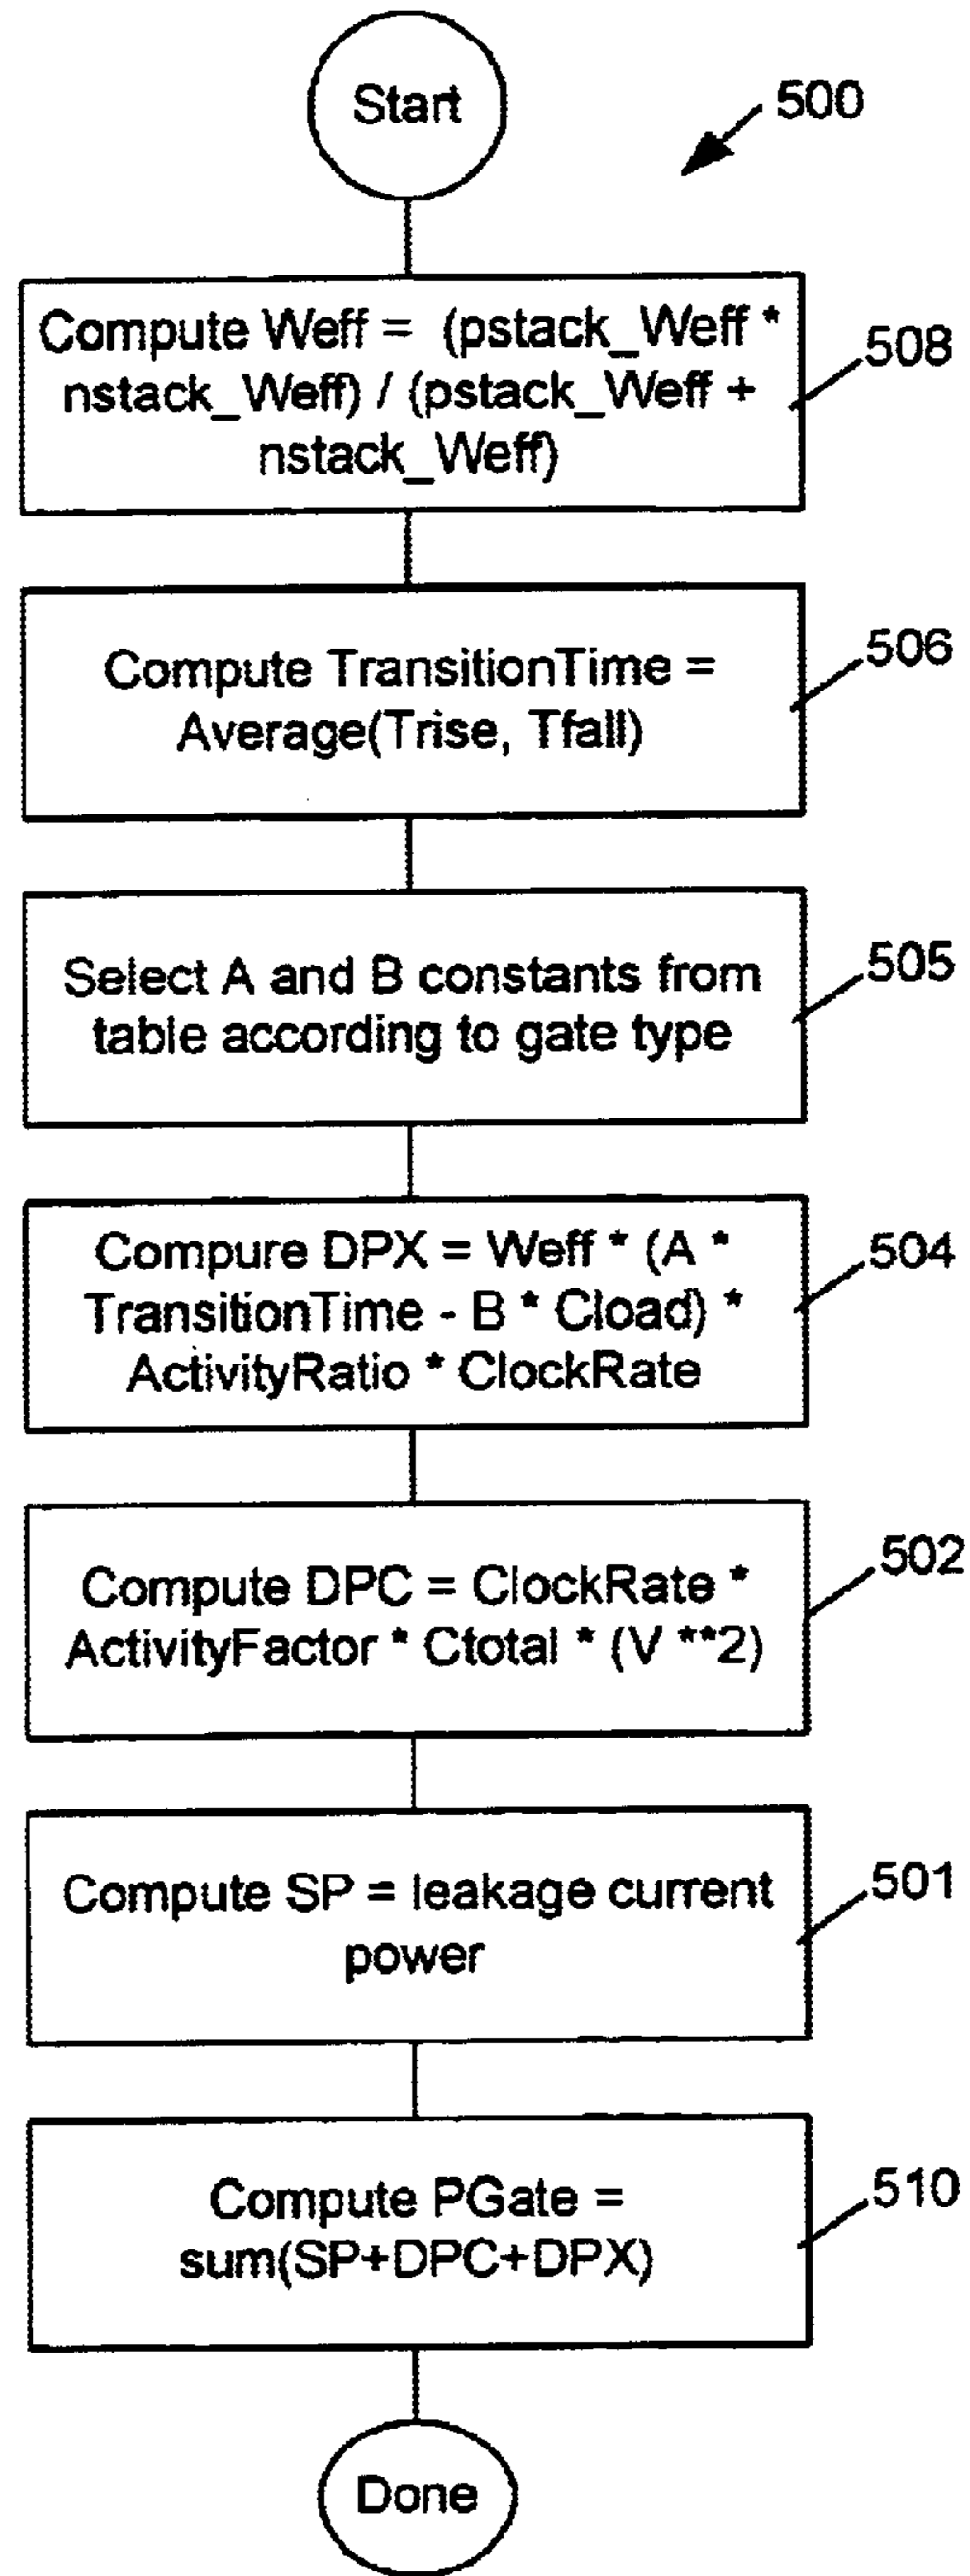 Start
500
Compute Weff = (pstack_Weff *
nstack_Weff) / (pstack_Weff +
nstack_Weff)
508
Compute TransitionTime =
Average(Trise, Tfall)
506
Select A and B constants from
table according to gate type
505
Compure DPX = Weff * (A *
TransitionTime - B * Cload) *
ActivityRatio * ClockRate
504
Compute DPC = ClockRate *
ActivityFactor * Ctotal * (V **2)
502
Compute SP = leakage current
power
501
Compute PGate =
sum(SP+DPC+DPX)
510
Done